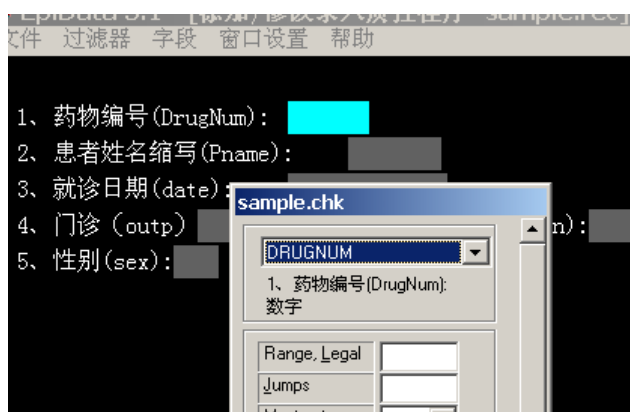 文件 过滤器 字段 窗口设置 帮助
1、药物编号(DrugNum):
2、患者姓名缩写(Pname):
3、就诊日期(date):
4、门诊（outp） n):
5、性别(sex):
sample.chk
DRUGNUM
1、药物编号(DrugNum):
数字
Range, Legal
Jumps